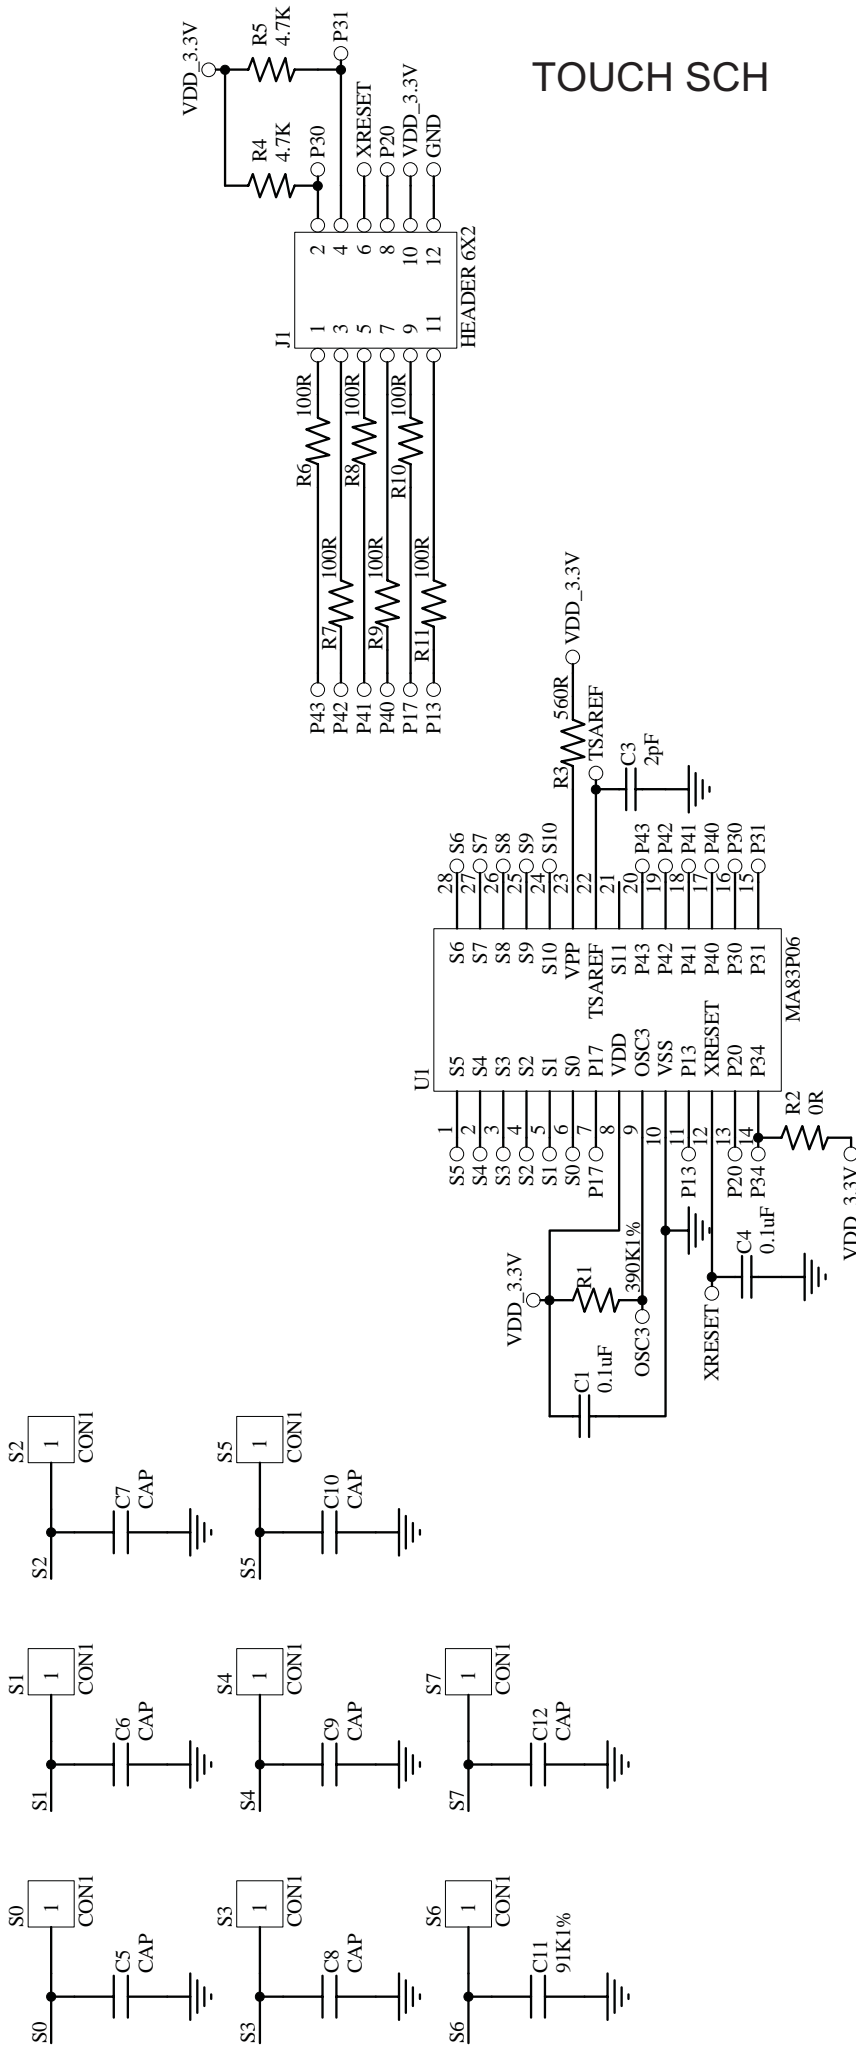 TOUCH SCH
VDD_3.3V
R5
4.7K
P31
R4
4.7K
P30
XRESET
P20
VDD_3.3V
GND
J1
1
2
3
4
5
6
7
8
9
10
11
12
HEADER 6X2
R6
100R
R7
100R
R8
100R
R9
100R
R10
100R
R11
100R
P43
P42
P41
P40
P17
P13
VDD_3.3V
560R
R3
TSAREF
C3
2pF
S6
S7
S8
S9
S10
P43
P42
P41
P40
P30
P31
28
27
26
25
24
23
22
21
20
19
18
17
16
15
U1
S6
S7
S8
S9
S10
VPP
TSAREF
S11
P43
P42
P41
P40
P30
P31
S5
S4
S3
S2
S1
S0
P17
VDD
OSC3
VSS
P13
XRESET
P20
P34
MA83P06
1
2
3
4
5
6
7
8
9
10
11
12
13
14
S5
S4
S3
S2
S1
S0
P17
P13
P20
P34
R2
0R
VDD_3.3V
VDD_3.3V
R1
390K1%
OSC3
C1
0.1uF
XRESET
C4
0.1uF
S2
S2
1
CON1
C7
CAP
S5
S5
1
CON1
C10
CAP
S1
S1
1
CON1
C6
CAP
S4
S4
1
CON1
C9
CAP
S7
S7
1
CON1
C12
CAP
S0
S0
1
CON1
C5
CAP
S3
S3
1
CON1
C8
CAP
S6
S6
1
CON1
C11
91K1%